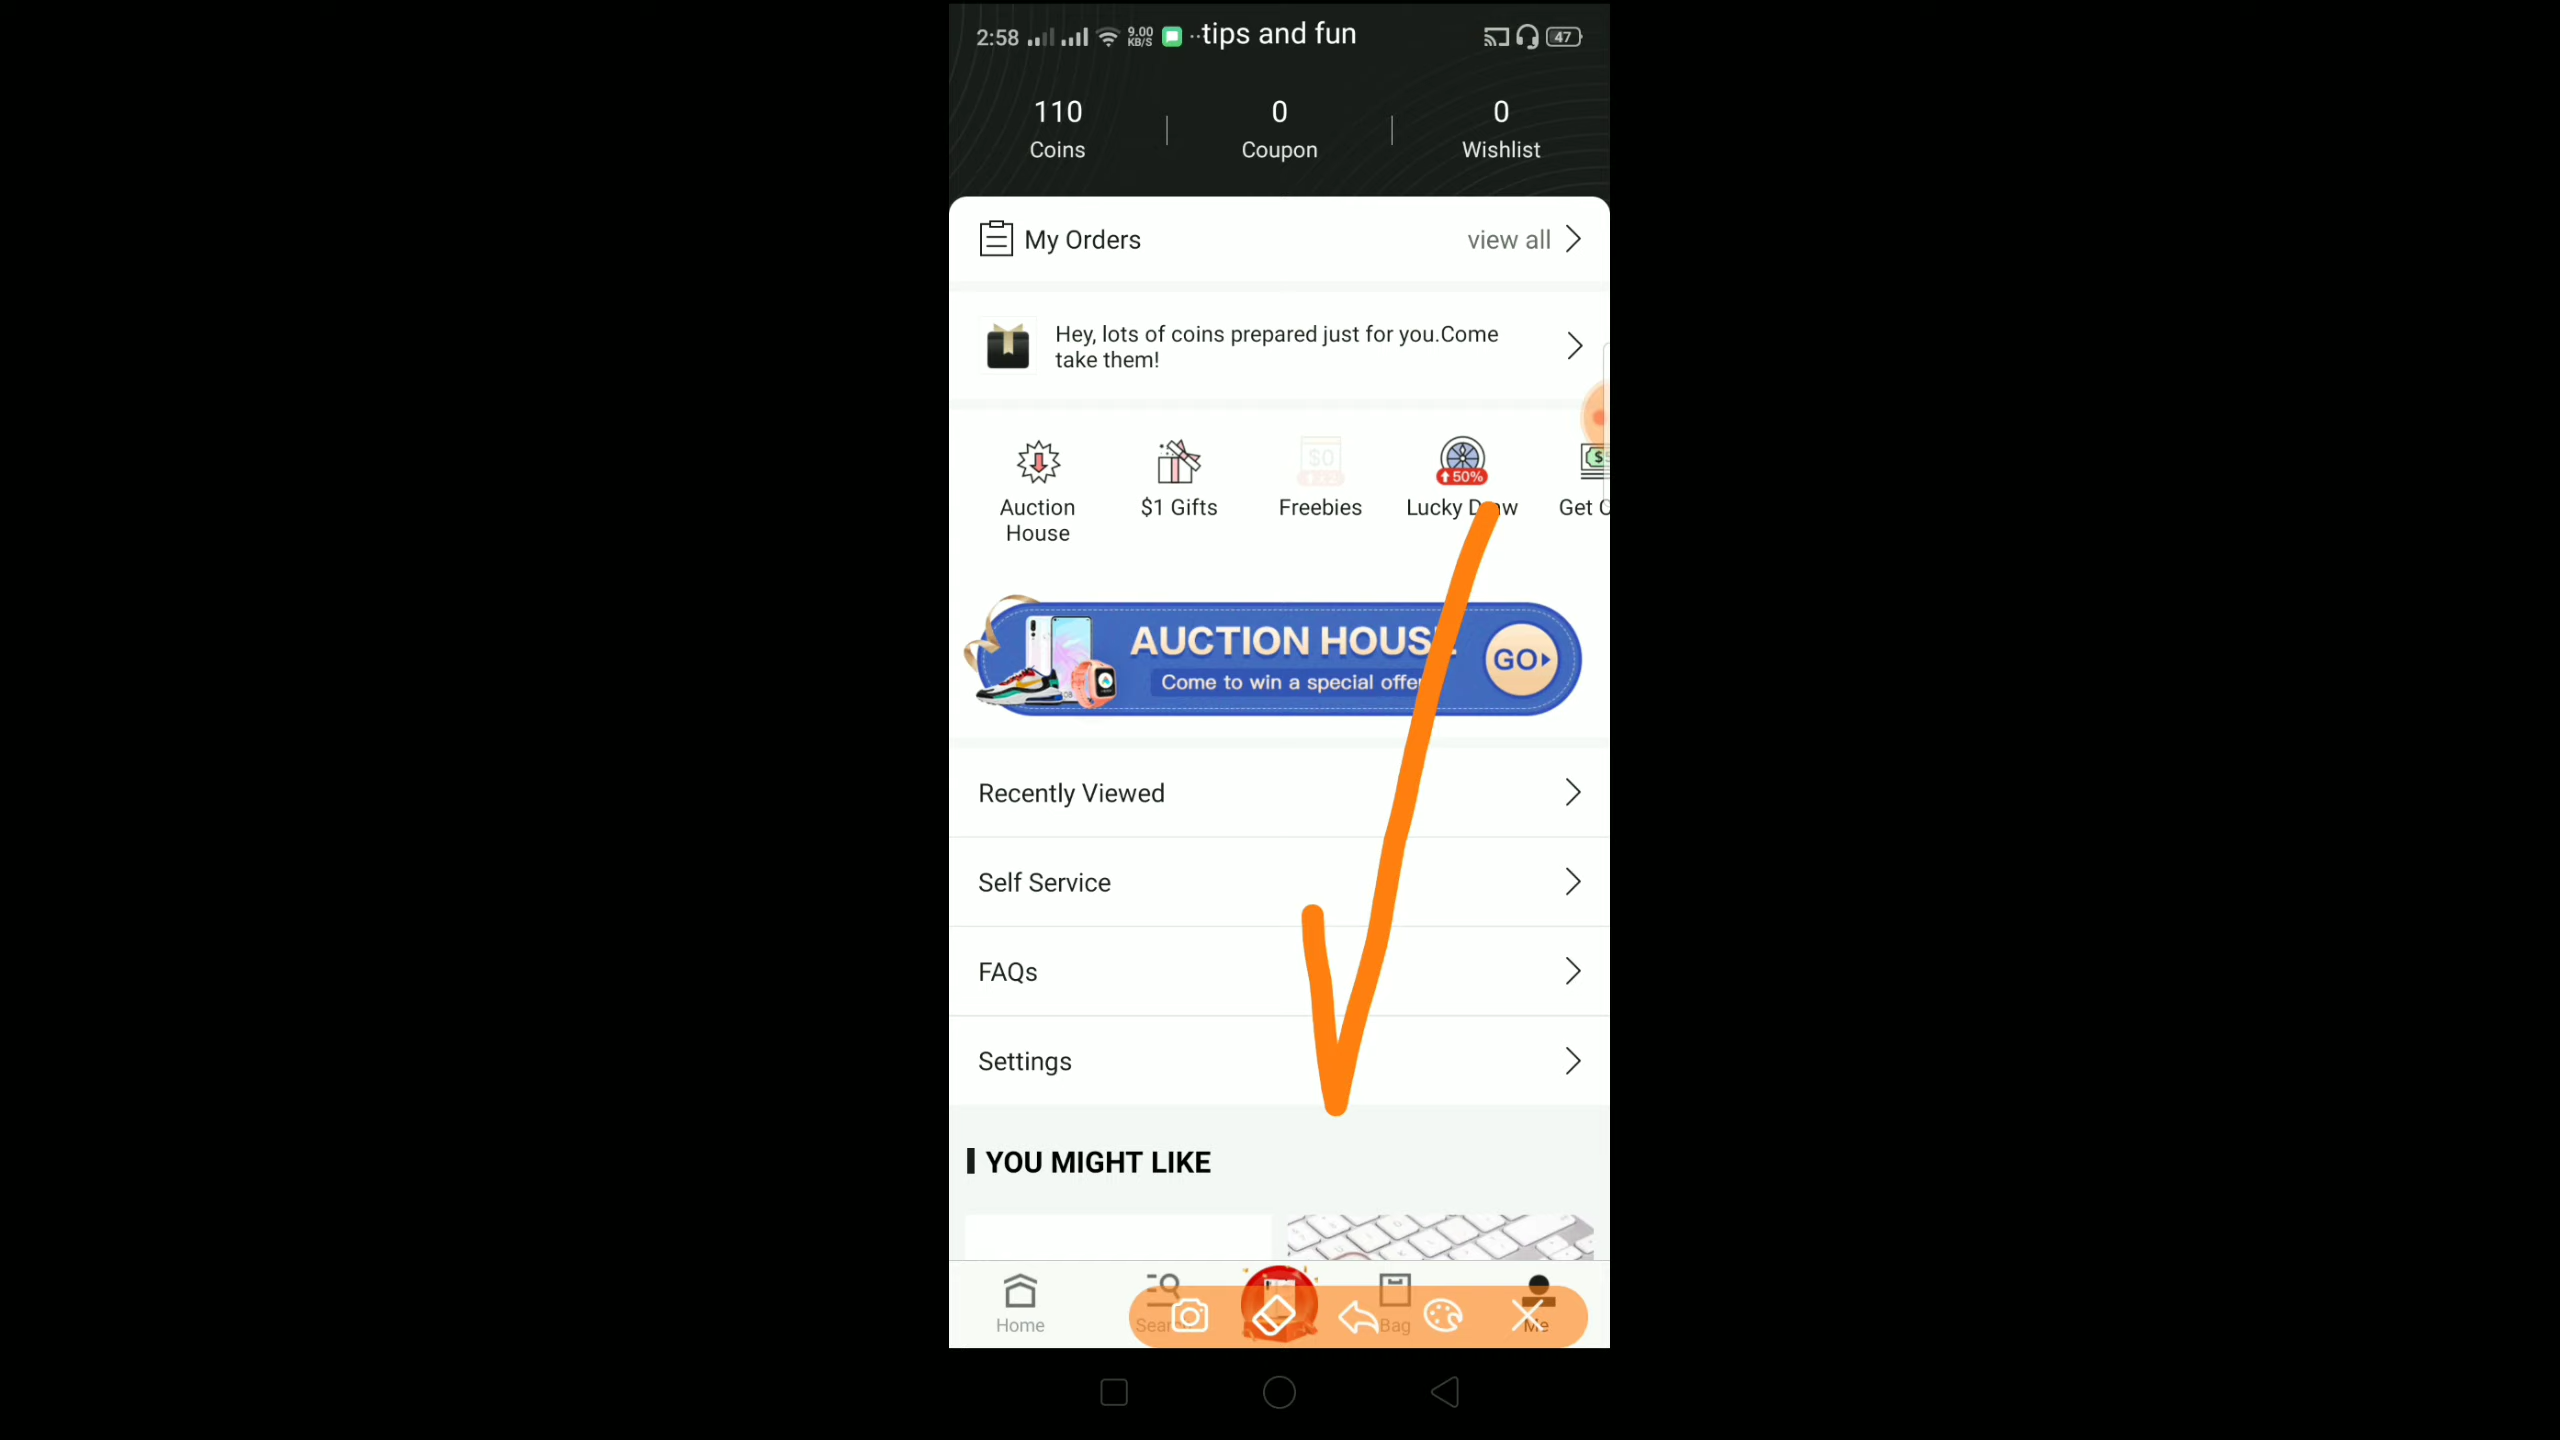 2:58 9.00 KB/S ··tips and fun 47
110 0 0
Coins Coupon Wishlist
My Orders view all
Hey, lots of coins prepared just for you.Come
take them!
$0 50% $
Auction House $1 Gifts Freebies Lucky D w Get
AUCTION HOUS
Come to win a special offer
GO
Recently Viewed
Self Service
FAQs
Settings
YOU MIGHT LIKE
Home Sear Bag Me